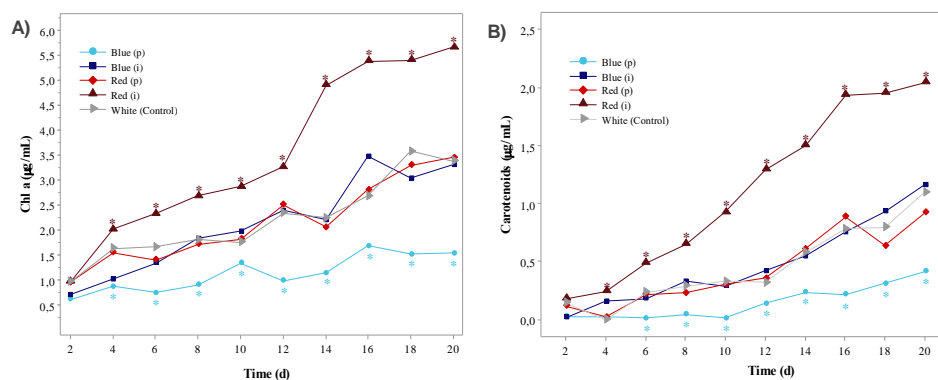 A)
Chl a (µg/mL)
6,0
5,5
5,0
4,5
4,0
3,5
3,0
2,5
2,0
1,5
1,0
0,5
Blue (p)
Blue (i)
Red (p)
Red (i)
White (Control)
* * * * * * * * *
* * * * * * * * *
2 4 6 8 10 12 14 16 18 20
Time (d)
B)
Carotenoids (µg/mL)
2,5
2,0
1,5
1,0
0,5
0,0
Blue (p)
Blue (i)
Red (p)
Red (i)
White (Control)
* * * * * * * * *
* * * * * * * *
2 4 6 8 10 12 14 16 18 20
Time (d)